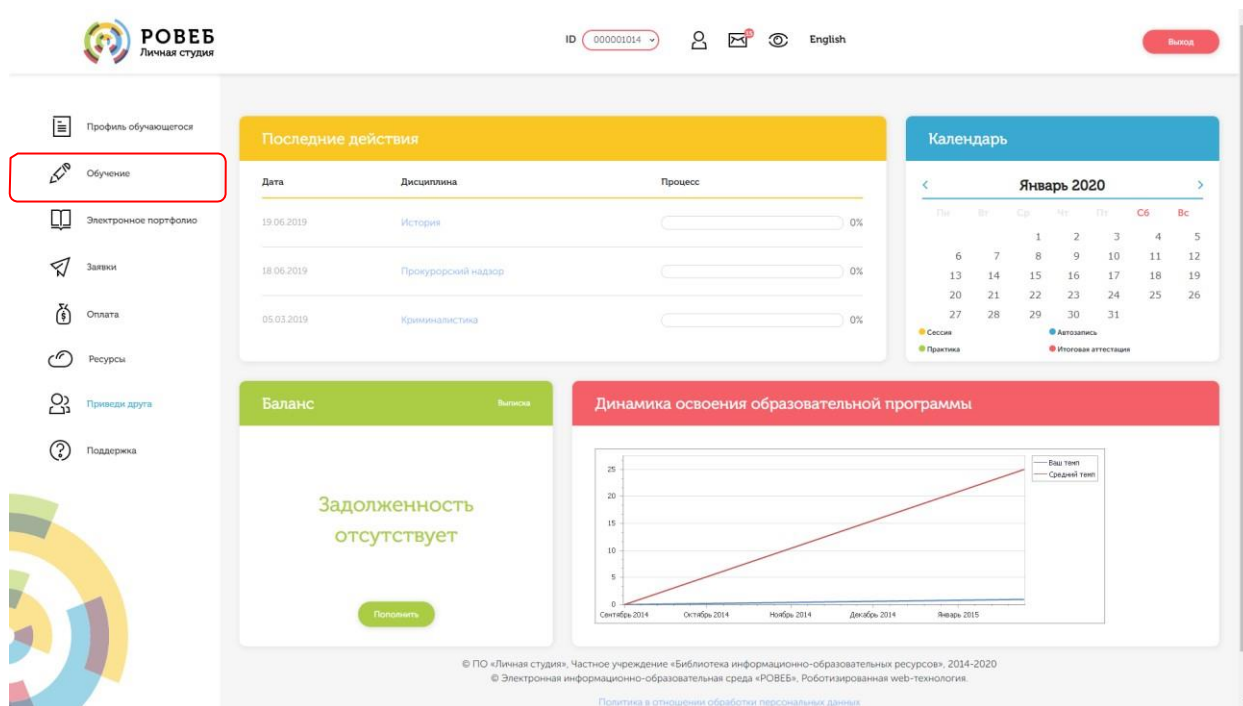 РОВЕБ
Личная студия
ID 000001014
English
Выход
Профиль обучающегося
Обучение
Электронное портфолио
Заявки
Оплата
Ресурсы
Приведи друга
Поддержка
Последние действия
Дата Дисциплина Процесс
19.06.2019 История 0%
18.06.2019 Прокурорский надзор 0%
05.03.2019 Криминалистика 0%
Календарь
< Январь 2020 >
Пн Вт Ср Чт Пт Сб Вс
1 2 3 4 5
6 7 8 9 10 11 12
13 14 15 16 17 18 19
20 21 22 23 24 25 26
27 28 29 30 31
Сессия Автозапись
Практика Итоговая аттестация
Баланс Выписка
Задолженность
отсутствует
Пополнить
Динамика освоения образовательной программы
25
20
15
10
5
0
Сентябрь 2014 Октябрь 2014 Ноябрь 2014 Декабрь 2014 Январь 2015
Ваш темп
Средний темп
© ПО «Личная студия», Частное учреждение «Библиотека информационно-образовательных ресурсов», 2014-2020
© Электронная информационно-образовательная среда «РОВЕБ», Роботизированная web-технология.
Политика в отношении обработки персональных данных